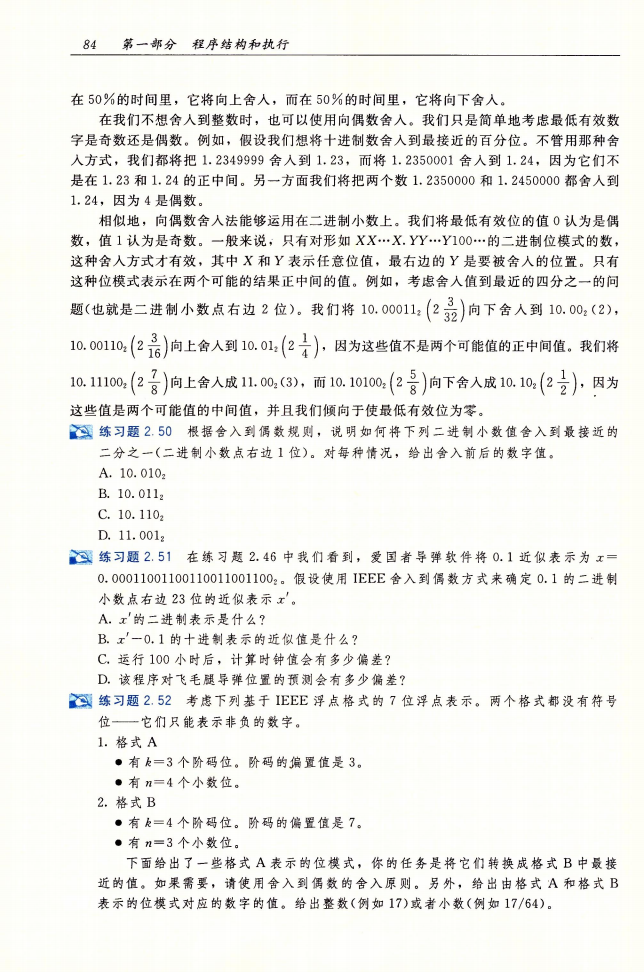 84 第一部分 程序结构和执行
在 50%的时间里，它将向上舍入，而在 50%的时间里，它将向下舍入。
在我们不想舍入到整数时，也可以使用向偶数舍入。我们只是简单地考虑最低有效数
字是奇数还是偶数。例如，假设我们想将十进制数舍入到最接近的百分位。不管用那种舍
入方式，我们都将把 1.2349999 舍入到 1.23，而将 1.2350001 舍入到 1.24，因为它们不
是在 1.23 和 1.24 的正中间。另一方面我们将把两个数 1.2350000 和 1.2450000 都舍入到
1.24，因为 4 是偶数。
相似地，向偶数舍入法能够运用在二进制小数上。我们将最低有效位的值 0 认为是偶
数，值 1 认为是奇数。一般来说，只有对形如 XX…X.YY…Y100…的二进制位模式的数，
这种舍入方式才有效，其中 X 和 Y 表示任意位值，最右边的 Y 是要被舍入的位置。只有
这种位模式表示在两个可能的结果正中间的值。例如，考虑舍入值到最近的四分之一的问
题(也就是二进制小数点右边 2 位)。我们将 10.00011₂(2 3/32)向下舍入到 10.00₂(2)，
10.00110₂(2 3/16)向上舍入到 10.01₂(2 1/4)，因为这些值不是两个可能值的正中间值。我们将
10.11100₂(2 7/8)向上舍入成 11.00₂(3)，而 10.10100₂(2 5/8)向下舍入成 10.10₂(2 1/2)，因为
这些值是两个可能值的中间值，并且我们倾向于使最低有效位为零。
练习题 2.50 根据舍入到偶数规则，说明如何将下列二进制小数值舍入到最接近的
二分之一(二进制小数点右边 1 位)。对每种情况，给出舍入前后的数字值。
A. 10.010₂
B. 10.011₂
C. 10.110₂
D. 11.001₂
练习题 2.51 在练习题 2.46 中我们看到，爱国者导弹软件将 0.1 近似表示为 x=
0.00011001100110011001100₂。假设使用 IEEE 舍入到偶数方式来确定 0.1 的二进制
小数点右边 23 位的近似表示 x′。
A. x′的二进制表示是什么？
B. x′−0.1 的十进制表示的近似值是什么？
C. 运行 100 小时后，计算时钟值会有多少偏差？
D. 该程序对飞毛腿导弹位置的预测会有多少偏差？
练习题 2.52 考虑下列基于 IEEE 浮点格式的 7 位浮点表示。两个格式都没有符号
位——它们只能表示非负的数字。
1. 格式 A
● 有 k=3 个阶码位。阶码的偏置值是 3。
● 有 n=4 个小数位。
2. 格式 B
● 有 k=4 个阶码位。阶码的偏置值是 7。
● 有 n=3 个小数位。
下面给出了一些格式 A 表示的位模式，你的任务是将它们转换成格式 B 中最接
近的值。如果需要，请使用舍入到偶数的舍入原则。另外，给出由格式 A 和格式 B
表示的位模式对应的数字的值。给出整数(例如 17)或者小数(例如 17/64)。